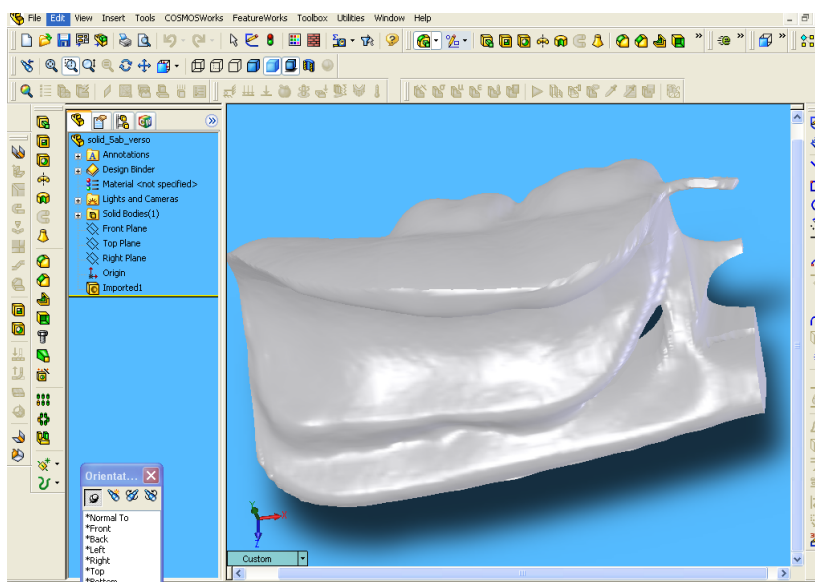 File Edit View Insert Tools COSMOSWorks FeatureWorks Toolbox Utilities Window Help
solid_Sab_verso
Annotations
Design Binder
Material <not specified>
Lights and Cameras
Solid Bodies(1)
Front Plane
Top Plane
Right Plane
Origin
Imported1
Orientat...
*Normal To
*Front
*Back
*Left
*Right
*Top
*Bottom
Y
X
Z
Custom